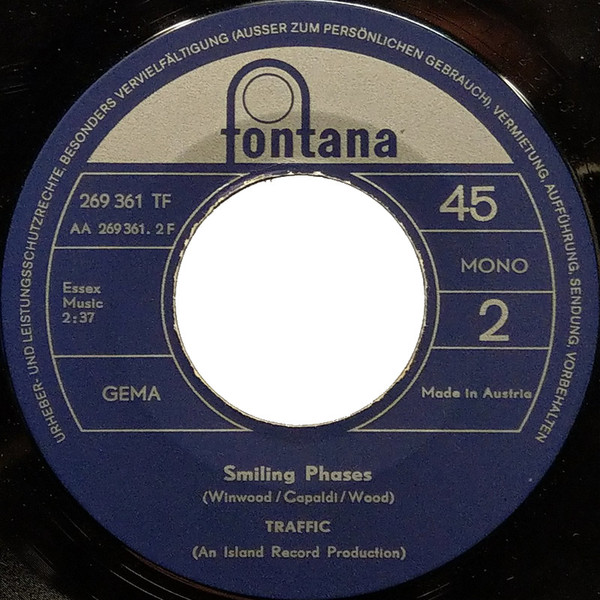 URHEBER- UND LEISTUNGSSCHUTZRECHTE, BESONDERS VERVIELFÄLTIGUNG (AUSSER ZUM PERSÖNLICHEN GEBRAUCH), VERMIETUNG, AUFFÜHRUNG, SENDUNG, VORBEHALTEN
fontana
269 361 TF
AA 269 361. 2 F
45
MONO
Essex
Music
2:37
2
GEMA
Made in Austria
Smiling Phases
(Winwood / Capaldi / Wood)
TRAFFIC
(An Island Record Production)